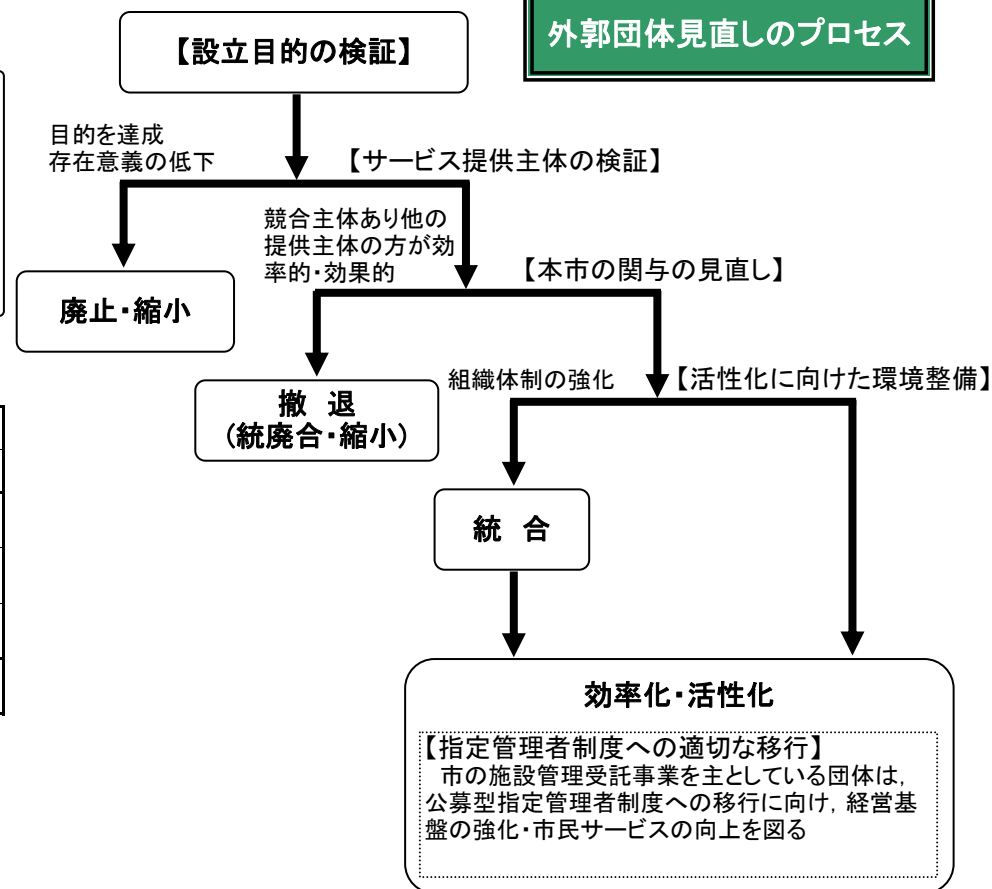 外郭団体見直しのプロセス
【設立目的の検証】
目的を達成
存在意義の低下
【サービス提供主体の検証】
競合主体あり他の
提供主体の方が効
率的・効果的
【本市の関与の見直し】
廃止・縮小
組織体制の強化
【活性化に向けた環境整備】
撤 退
(統廃合・縮小)
統 合
効率化・活性化
【指定管理者制度への適切な移行】
市の施設管理受託事業を主としている団体は,
公募型指定管理者制度への移行に向け, 経営基
盤の強化・市民サービスの向上を図る